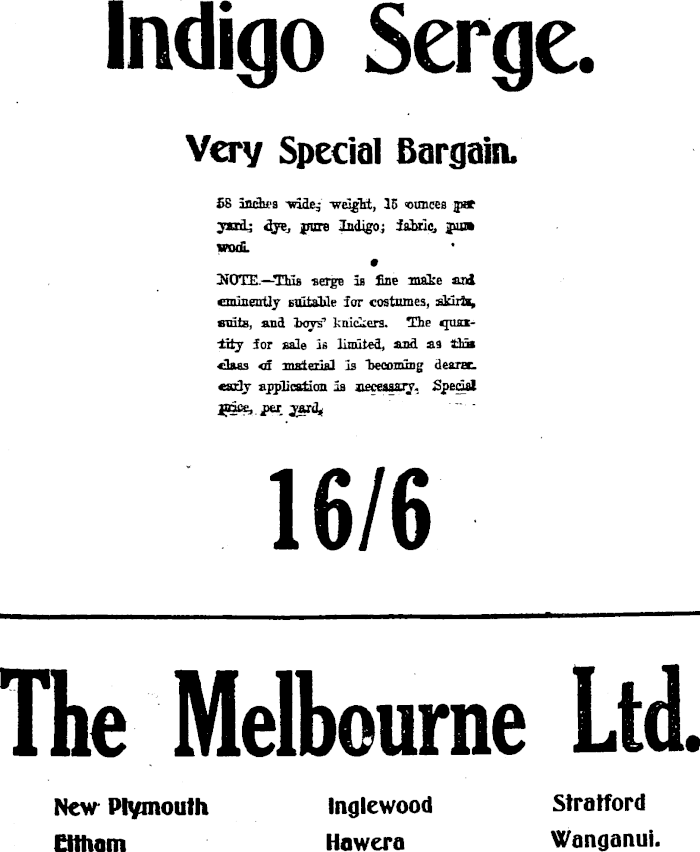 Indigo Serge.
Very Special Bargain.
58 inches wide; weight, 15 ounces per
yard; dye, pure Indigo; fabric, pure
wool.
NOTE.—This serge is fine make and
eminently suitable for costumes, skirts,
suits, and boys' knickers. The quan-
tity for sale is limited, and as this
class of material is becoming dearer
early application is necessary. Special
price, per yard,
16/6
The Melbourne Ltd.
New Plymouth Inglewood Stratford
Eltham Hawera Wanganui.